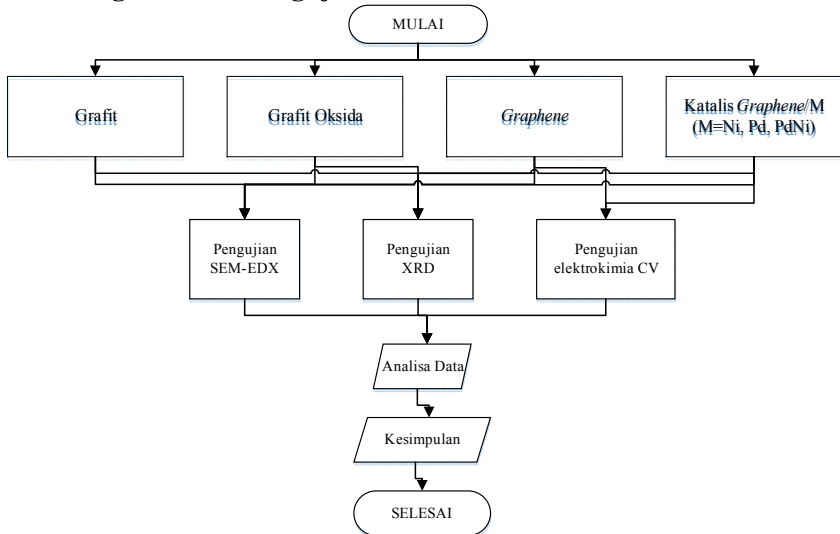 MULAI
Grafit
Grafit Oksida
Graphene
Katalis Graphene/M
(M=Ni, Pd, PdNi)
Pengujian
SEM-EDX
Pengujian
XRD
Pengujian
elektrokimia CV
Analisa Data
Kesimpulan
SELESAI